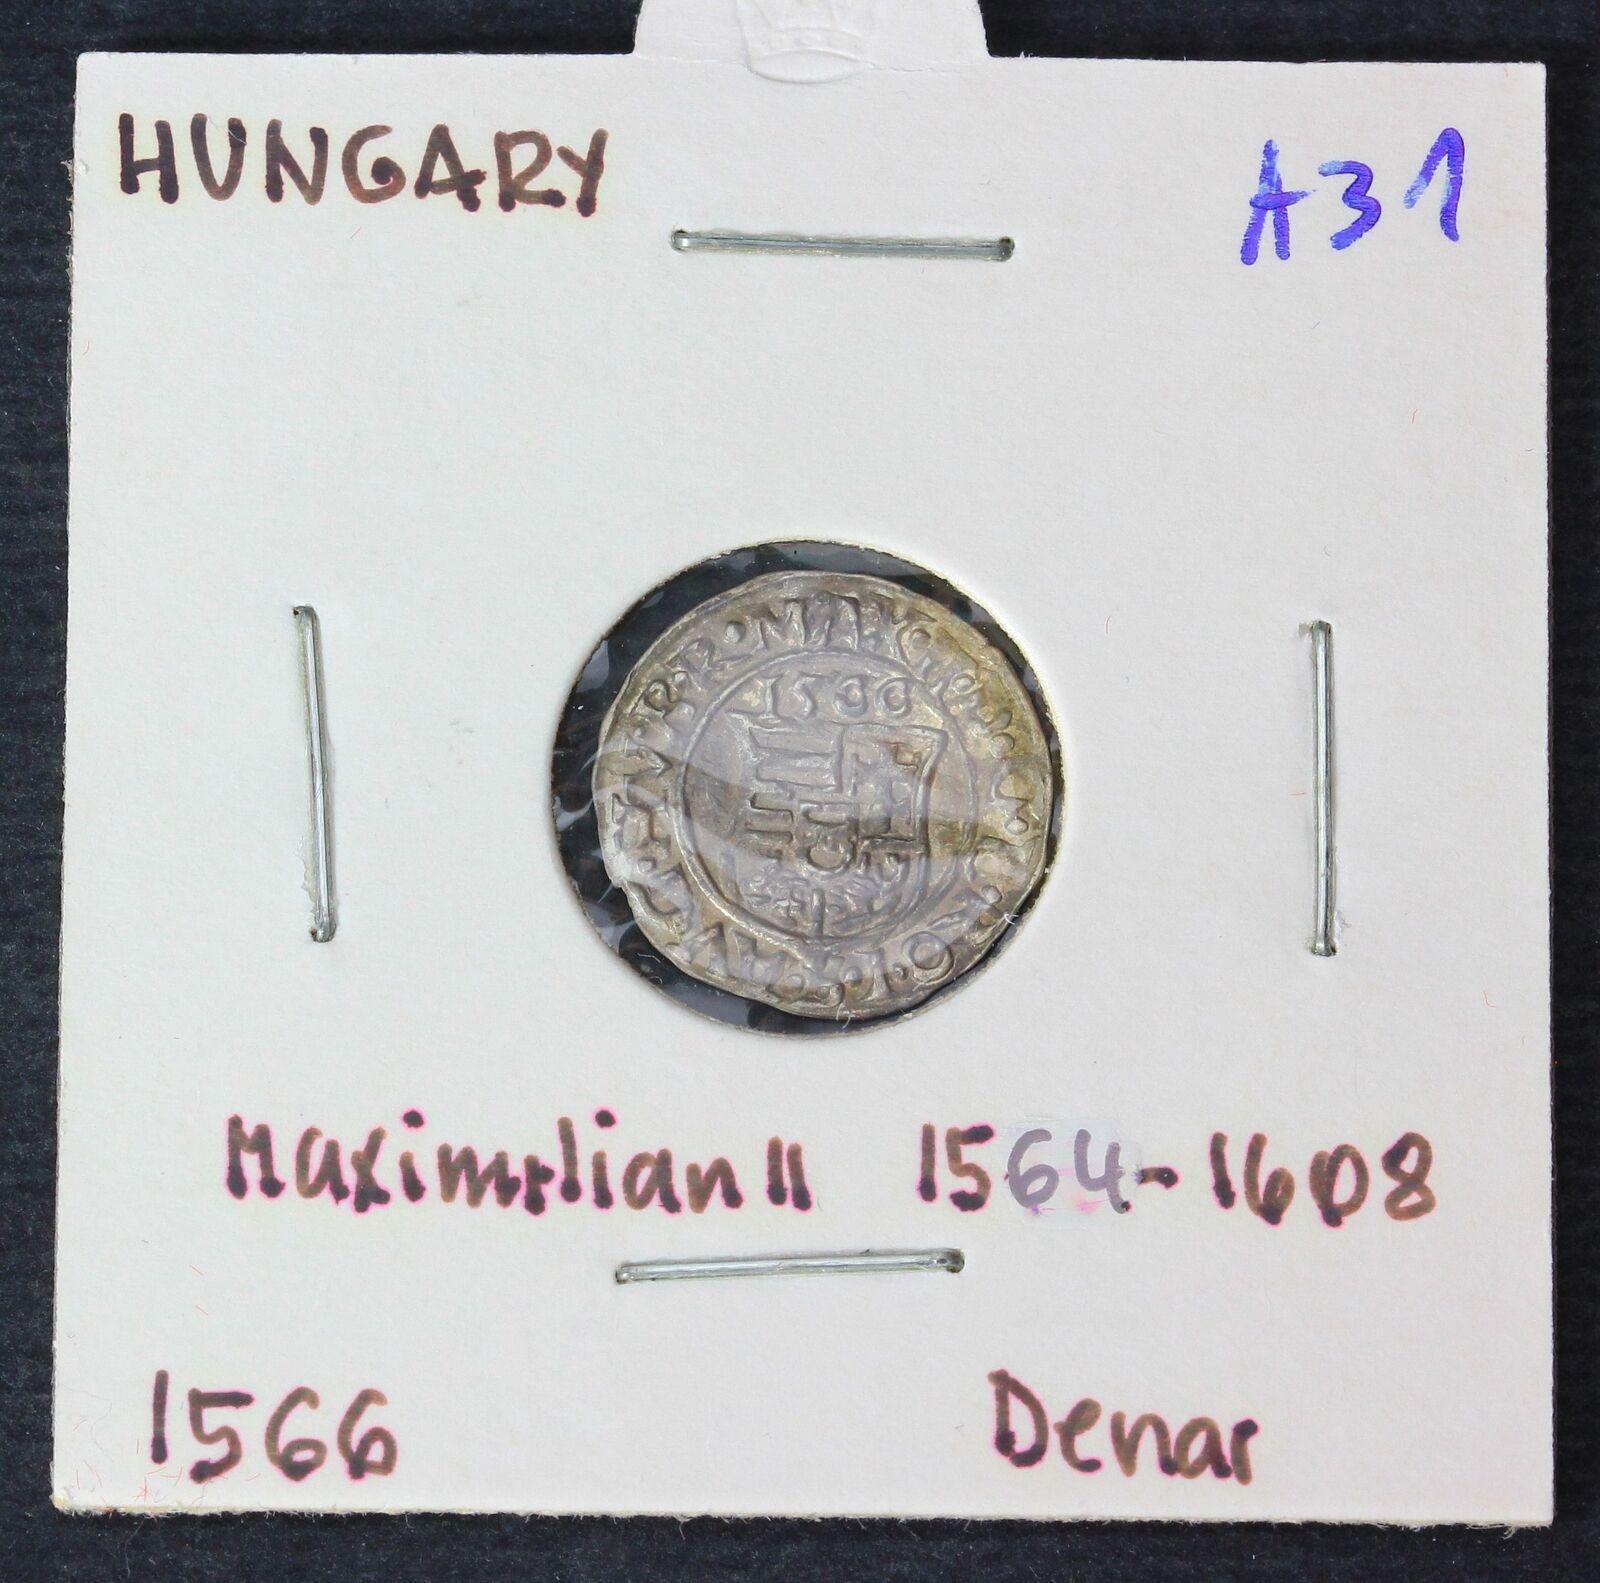 HUNGARY A31
1566
Maximilian II 1564-1608
1566 Denar